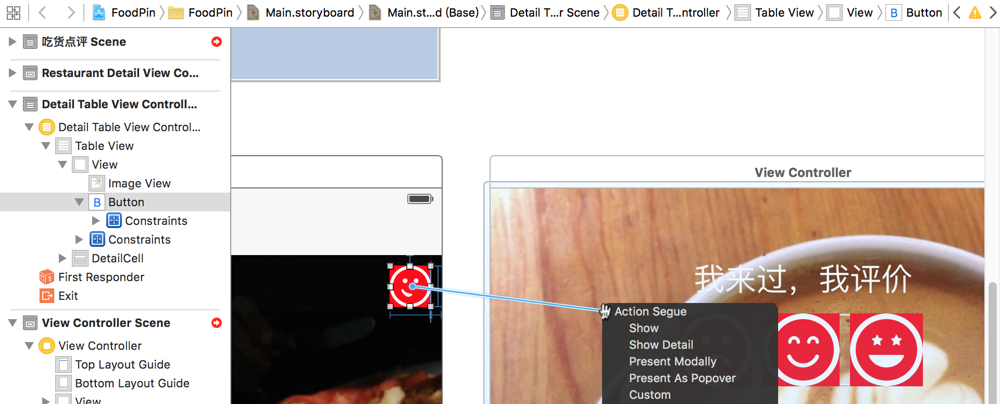 FoodPin FoodPin Main.storyboard Main.st...d (Base) Detail T...r Scene Detail T...ntroller Table View View B Button
吃货点评 Scene
Restaurant Detail View Co...
Detail Table View Controll...
Detail Table View Control...
Table View
View
Image View
B Button
Constraints
Constraints
DetailCell
First Responder
Exit
View Controller Scene
View Controller
Top Layout Guide
Bottom Layout Guide
View
View Controller
我来过，我评价
Action Segue
Show
Show Detail
Present Modally
Present As Popover
Custom